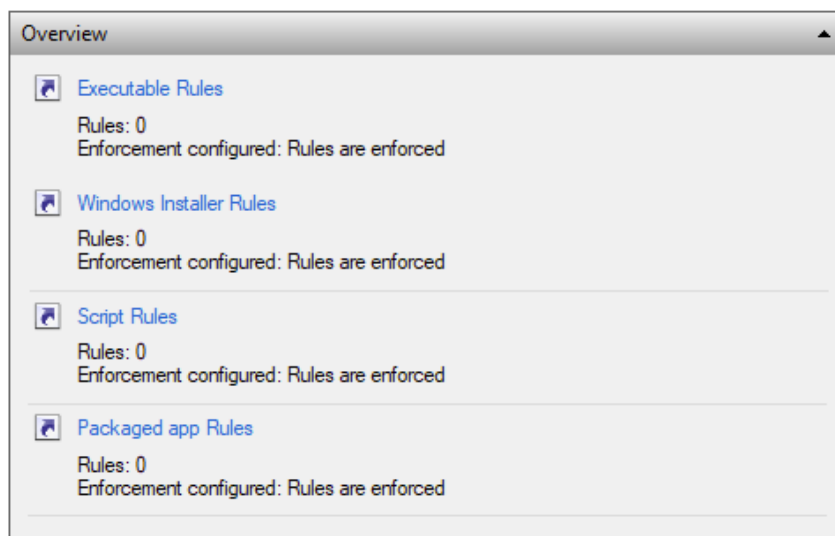 Overview
Executable Rules
Rules: 0
Enforcement configured: Rules are enforced
Windows Installer Rules
Rules: 0
Enforcement configured: Rules are enforced
Script Rules
Rules: 0
Enforcement configured: Rules are enforced
Packaged app Rules
Rules: 0
Enforcement configured: Rules are enforced